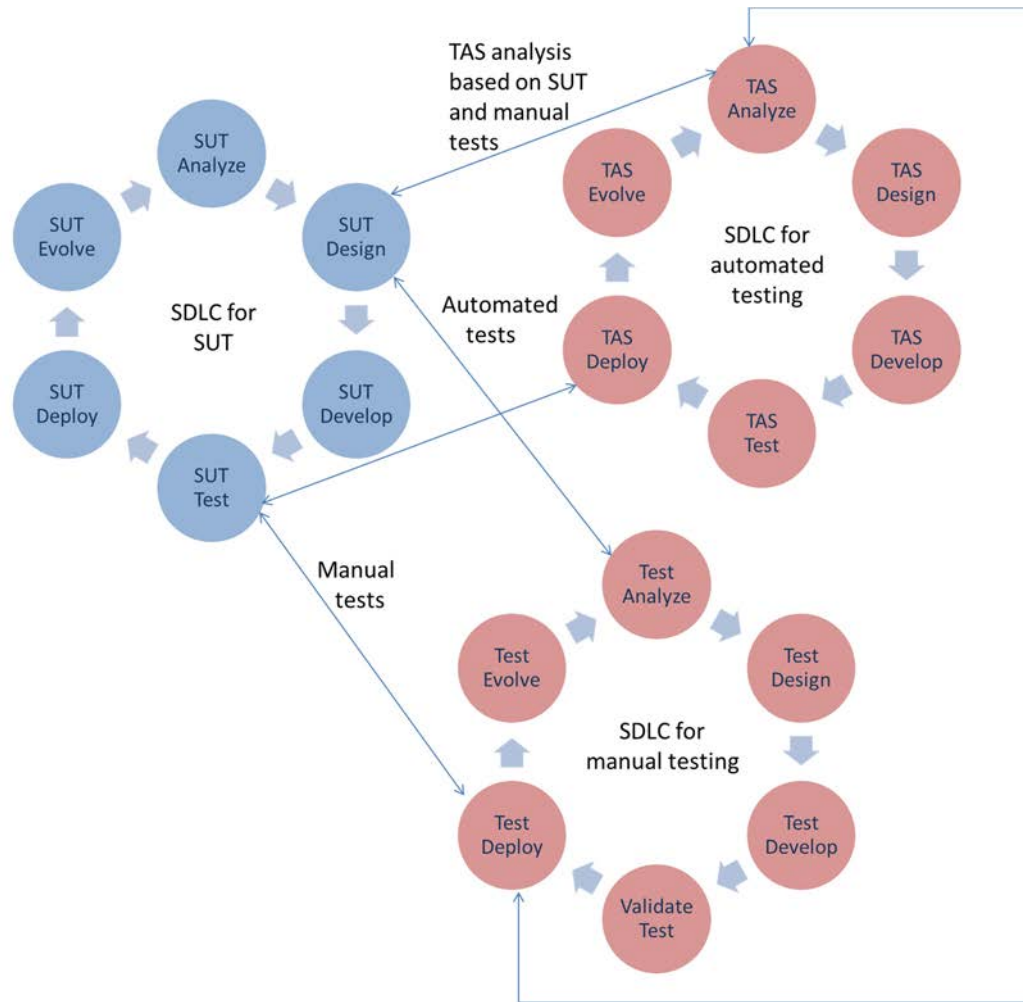 TAS analysis
based on SUT
and manual
tests
SUT
Analyze
SUT
Design
SUT
Develop
SUT
Test
SUT
Deploy
SUT
Evolve
SDLC for
SUT
TAS
Analyze
TAS
Design
TAS
Develop
TAS
Test
TAS
Deploy
TAS
Evolve
SDLC for
automated
testing
Automated
tests
Manual
tests
Test
Analyze
Test
Design
Test
Develop
Validate
Test
Test
Deploy
Test
Evolve
SDLC for
manual testing